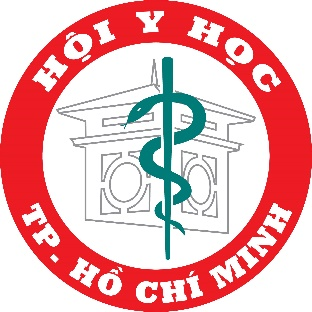 HỘI Y HỌC
TP. HỒ CHÍ MINH